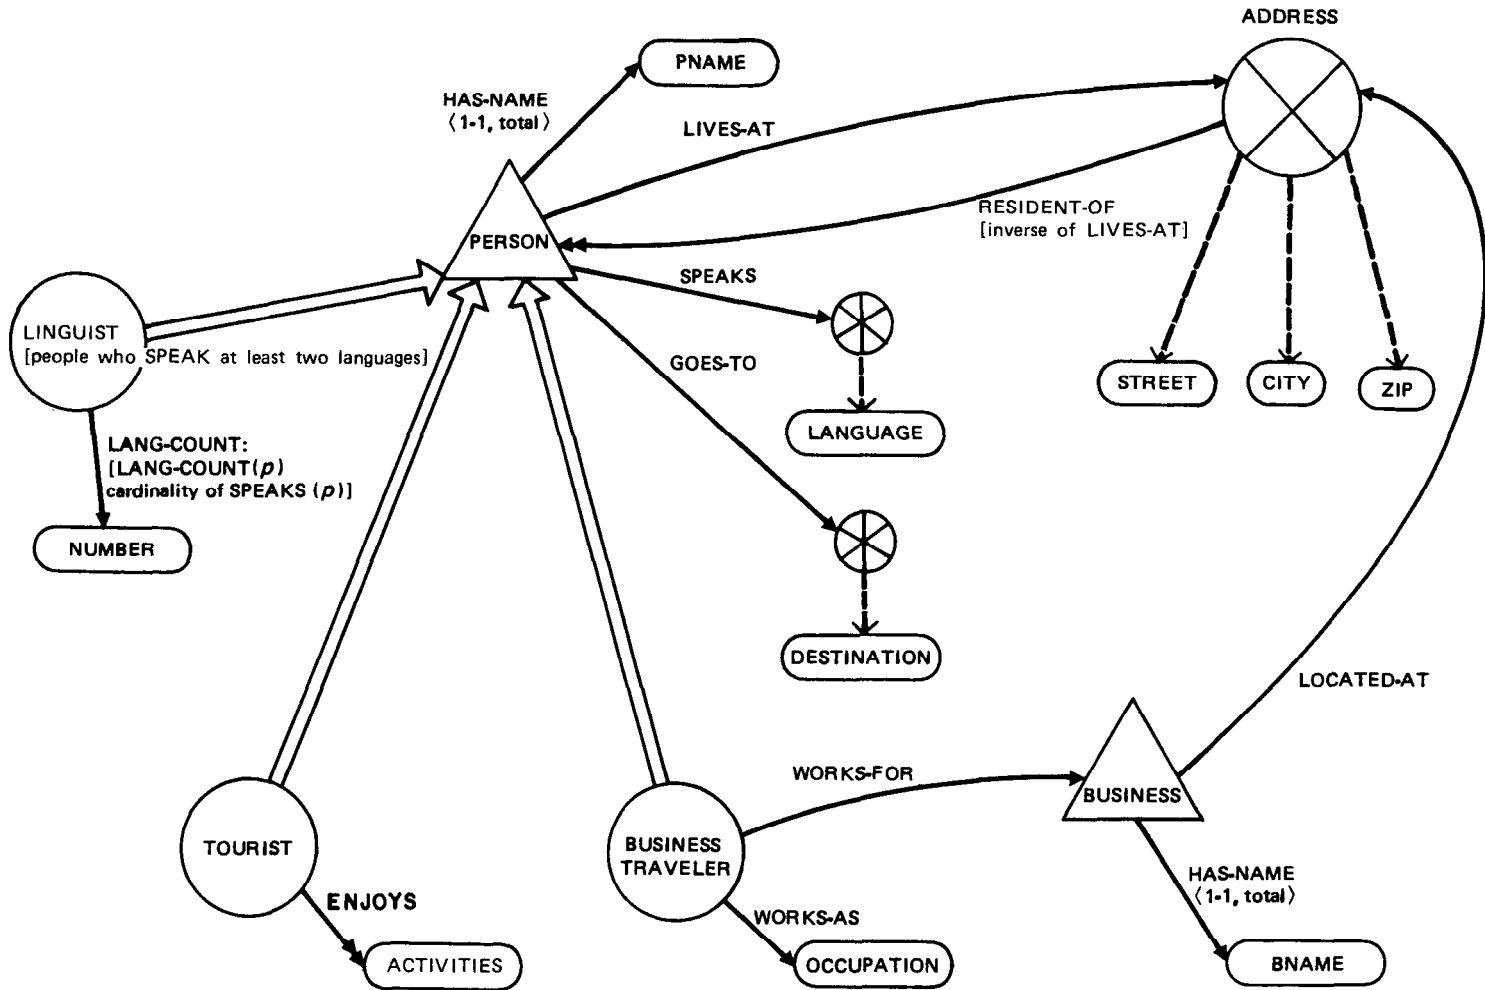 ADDRESS
PNAME
HAS-NAME
⟨1-1, total⟩
LIVES-AT
RESIDENT-OF
[inverse of LIVES-AT]
PERSON
SPEAKS
LINGUIST
[people who SPEAK at least two languages]
GOES-TO
STREET
CITY
ZIP
LANGUAGE
LANG-COUNT:
[LANG-COUNT(p)
cardinality of SPEAKS (p)]
NUMBER
DESTINATION
LOCATED-AT
WORKS-FOR
BUSINESS
TOURIST
BUSINESS
TRAVELER
HAS-NAME
⟨1-1, total⟩
ENJOYS
WORKS-AS
ACTIVITIES
OCCUPATION
BNAME